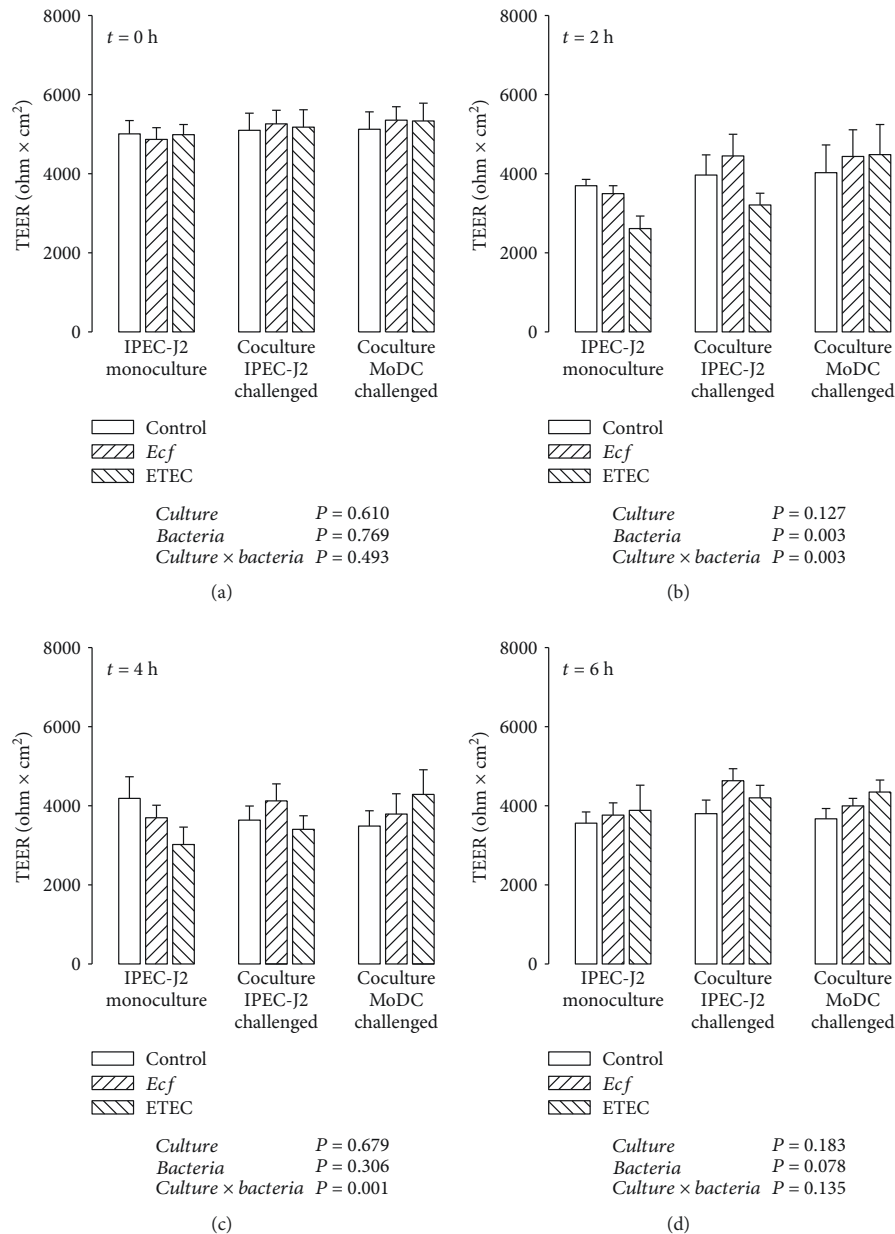 8000
6000
4000
2000
0
TEER (ohm × cm²)
t = 0 h
IPEC-J2 monoculture
Coculture IPEC-J2 challenged
Coculture MoDC challenged
Control
Ecf
ETEC
Culture P = 0.610
Bacteria P = 0.769
Culture × bacteria P = 0.493
(a)
8000
6000
4000
2000
0
TEER (ohm × cm²)
t = 2 h
IPEC-J2 monoculture
Coculture IPEC-J2 challenged
Coculture MoDC challenged
Control
Ecf
ETEC
Culture P = 0.127
Bacteria P = 0.003
Culture × bacteria P = 0.003
(b)
8000
6000
4000
2000
0
TEER (ohm × cm²)
t = 4 h
IPEC-J2 monoculture
Coculture IPEC-J2 challenged
Coculture MoDC challenged
Control
Ecf
ETEC
Culture P = 0.679
Bacteria P = 0.306
Culture × bacteria P = 0.001
(c)
8000
6000
4000
2000
0
TEER (ohm × cm²)
t = 6 h
IPEC-J2 monoculture
Coculture IPEC-J2 challenged
Coculture MoDC challenged
Control
Ecf
ETEC
Culture P = 0.183
Bacteria P = 0.078
Culture × bacteria P = 0.135
(d)